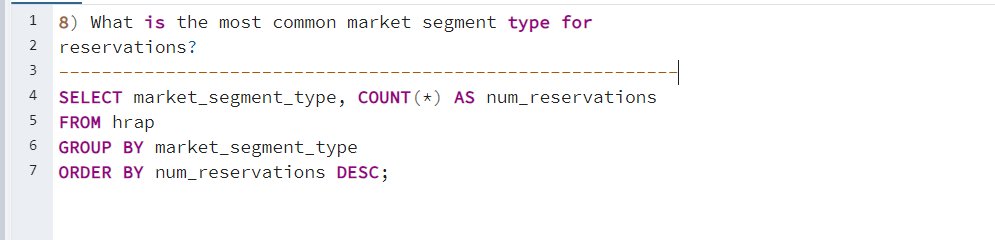 1 8) What is the most common market segment type for
2 reservations?
3 ----------------------------------------------------------
4 SELECT market_segment_type, COUNT(*) AS num_reservations
5 FROM hrap
6 GROUP BY market_segment_type
7 ORDER BY num_reservations DESC;